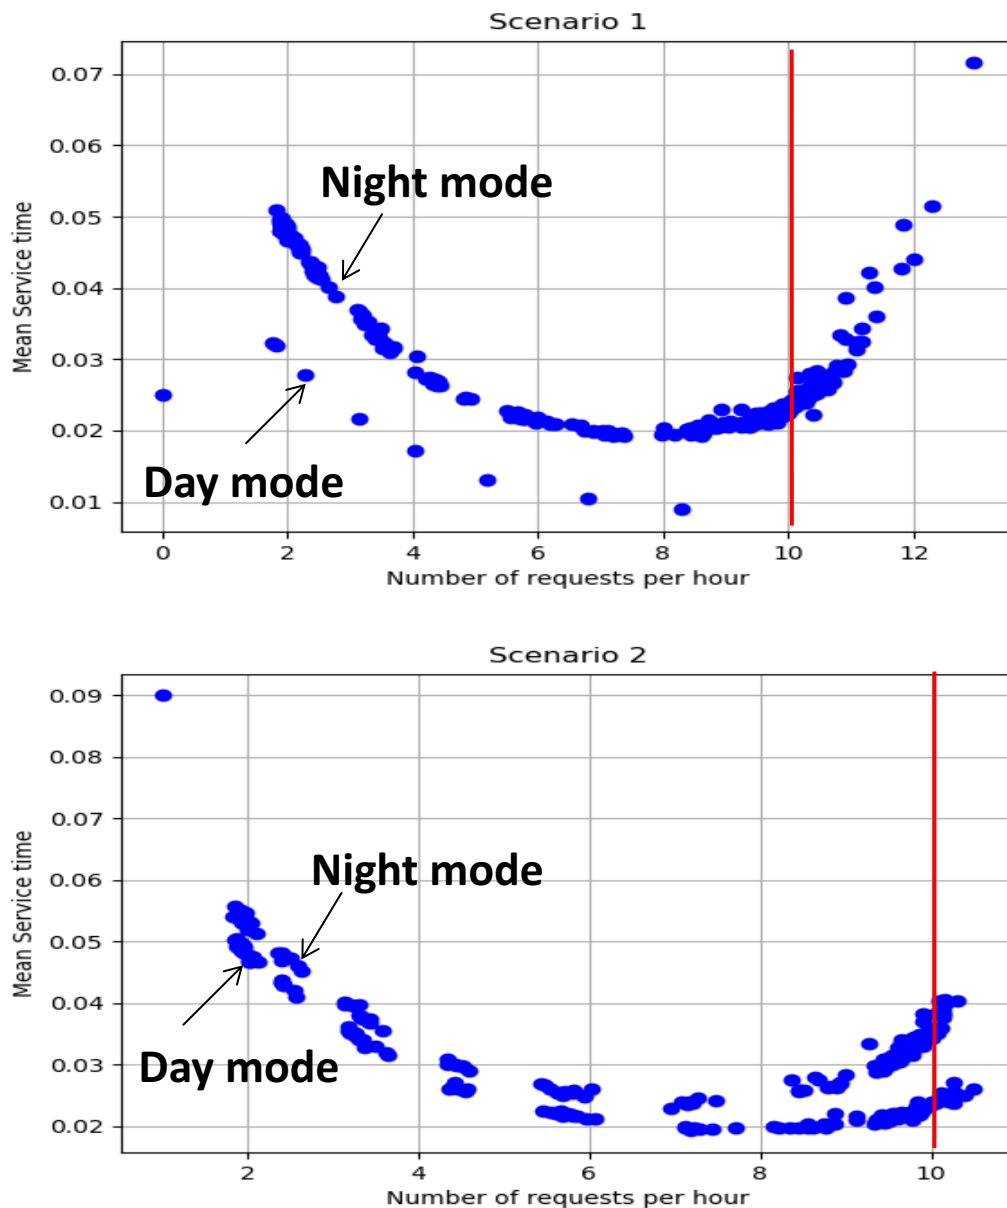 Scenario 1
0.07
0.06
0.05
0.04
0.03
0.02
0.01
Mean Service time
Night mode
Day mode
0 2 4 6 8 10 12
Number of requests per hour
Scenario 2
0.09
0.08
0.07
0.06
0.05
0.04
0.03
0.02
Mean Service time
Night mode
Day mode
2 4 6 8 10
Number of requests per hour